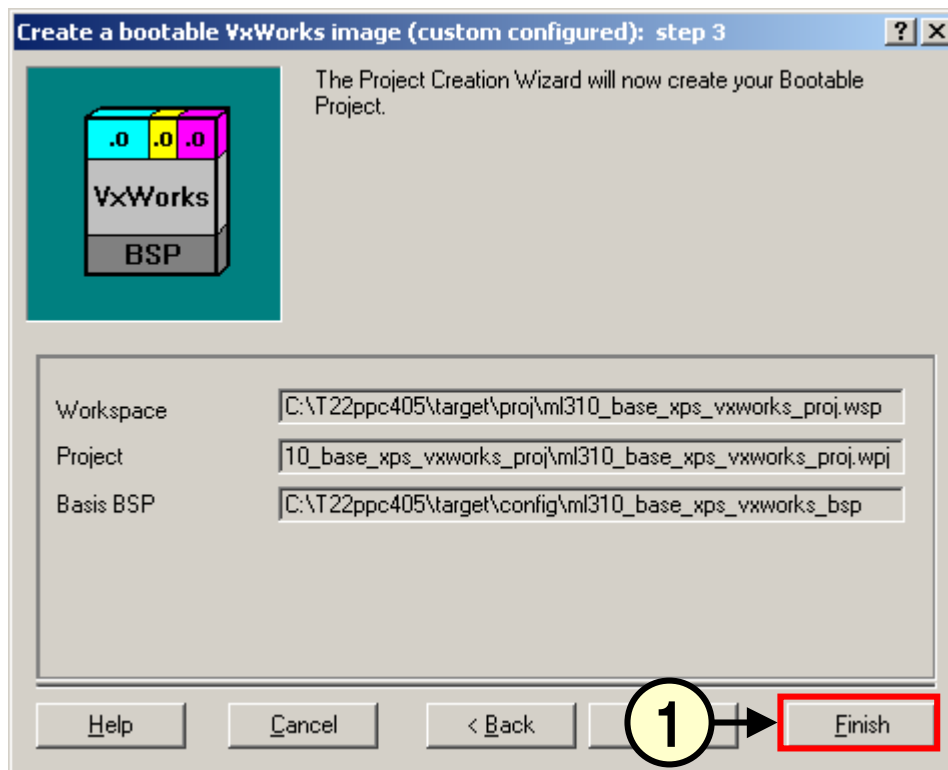 Create a bootable VxWorks image (custom configured): step 3
The Project Creation Wizard will now create your Bootable
Project.
.0 .0 .0
VxWorks
BSP
Workspace C:\T22ppc405\target\proj\ml310_base_xps_vxworks_proj.wsp
Project 10_base_xps_vxworks_proj\ml310_base_xps_vxworks_proj.wpj
Basis BSP C:\T22ppc405\target\config\ml310_base_xps_vxworks_bsp
Help Cancel < Back 1 Finish